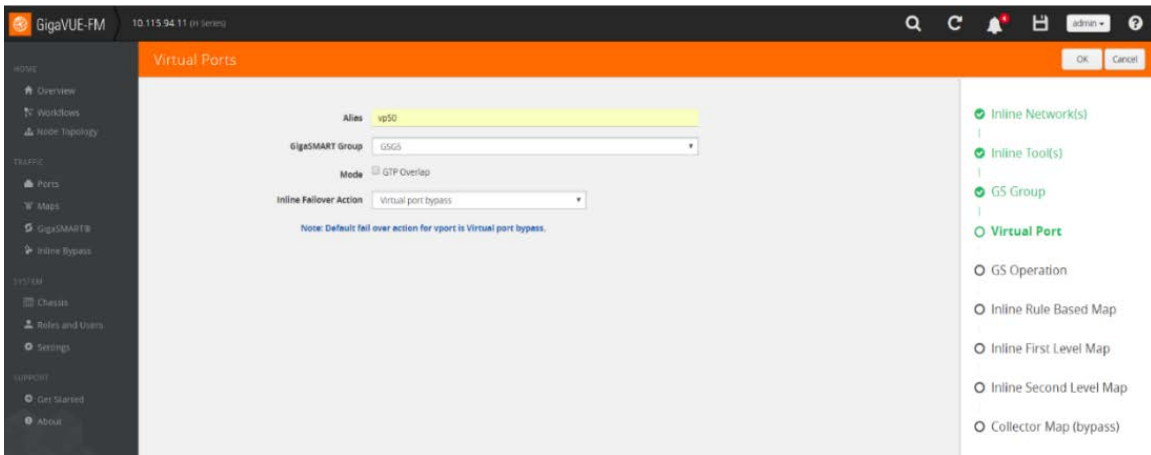 GigaVUE-FM 10.115.94.11 (H Series) admin
Virtual Ports OK Cancel
HOME
Overview
Workflows
Node Topology
TRAFFIC
Ports
Maps
GigaSMART®
Inline Bypass
SYSTEM
Chassis
Roles and Users
Settings
SUPPORT
Get Started
About
Alias vp50
GigaSMART Group GSGS
Mode GTP Overlap
Inline Failover Action Virtual port bypass
Note: Default fail over action for vport is Virtual port bypass.
Inline Network(s)
Inline Tool(s)
GS Group
Virtual Port
GS Operation
Inline Rule Based Map
Inline First Level Map
Inline Second Level Map
Collector Map (bypass)